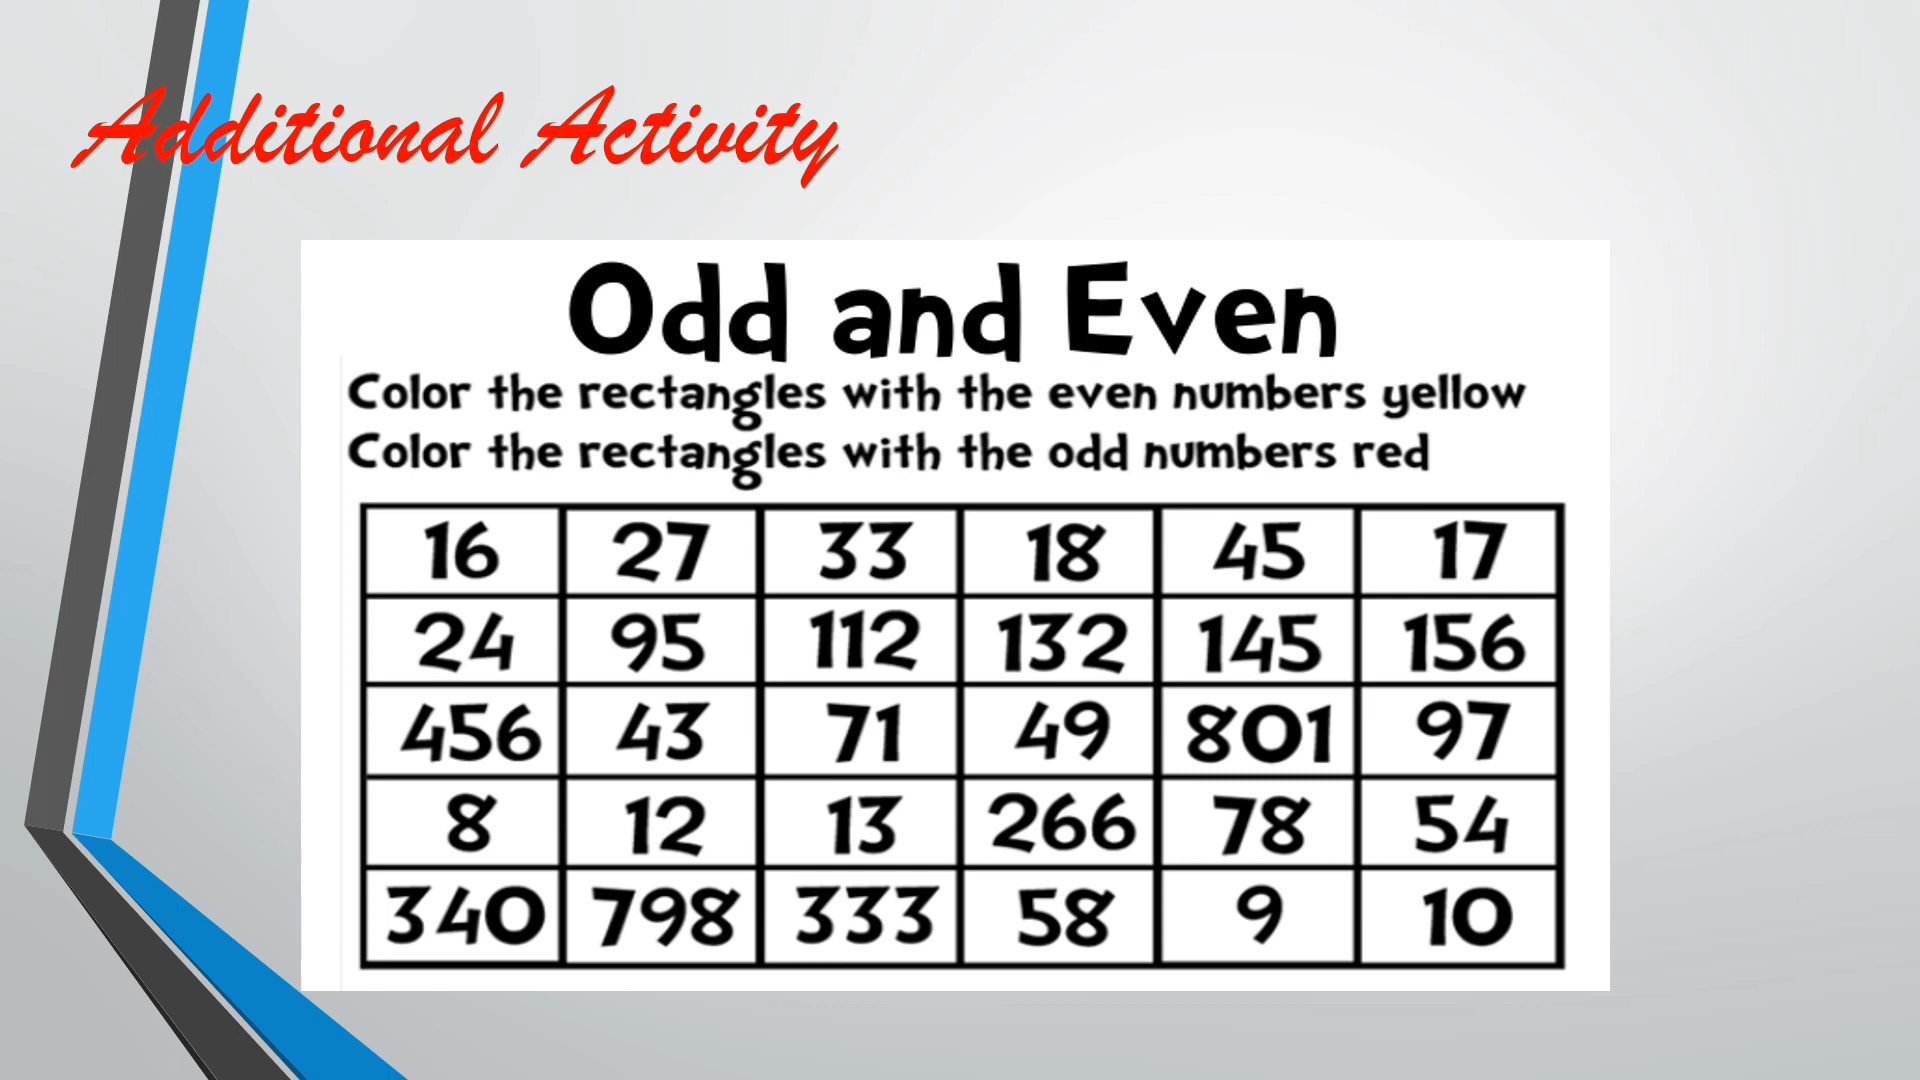 Additional Activity
Odd and Even
Color the rectangles with the even numbers yellow
Color the rectangles with the odd numbers red
16 27 33 18 45 17
24 95 112 132 145 156
456 43 71 49 801 97
8 12 13 266 78 54
340 798 333 58 9 10